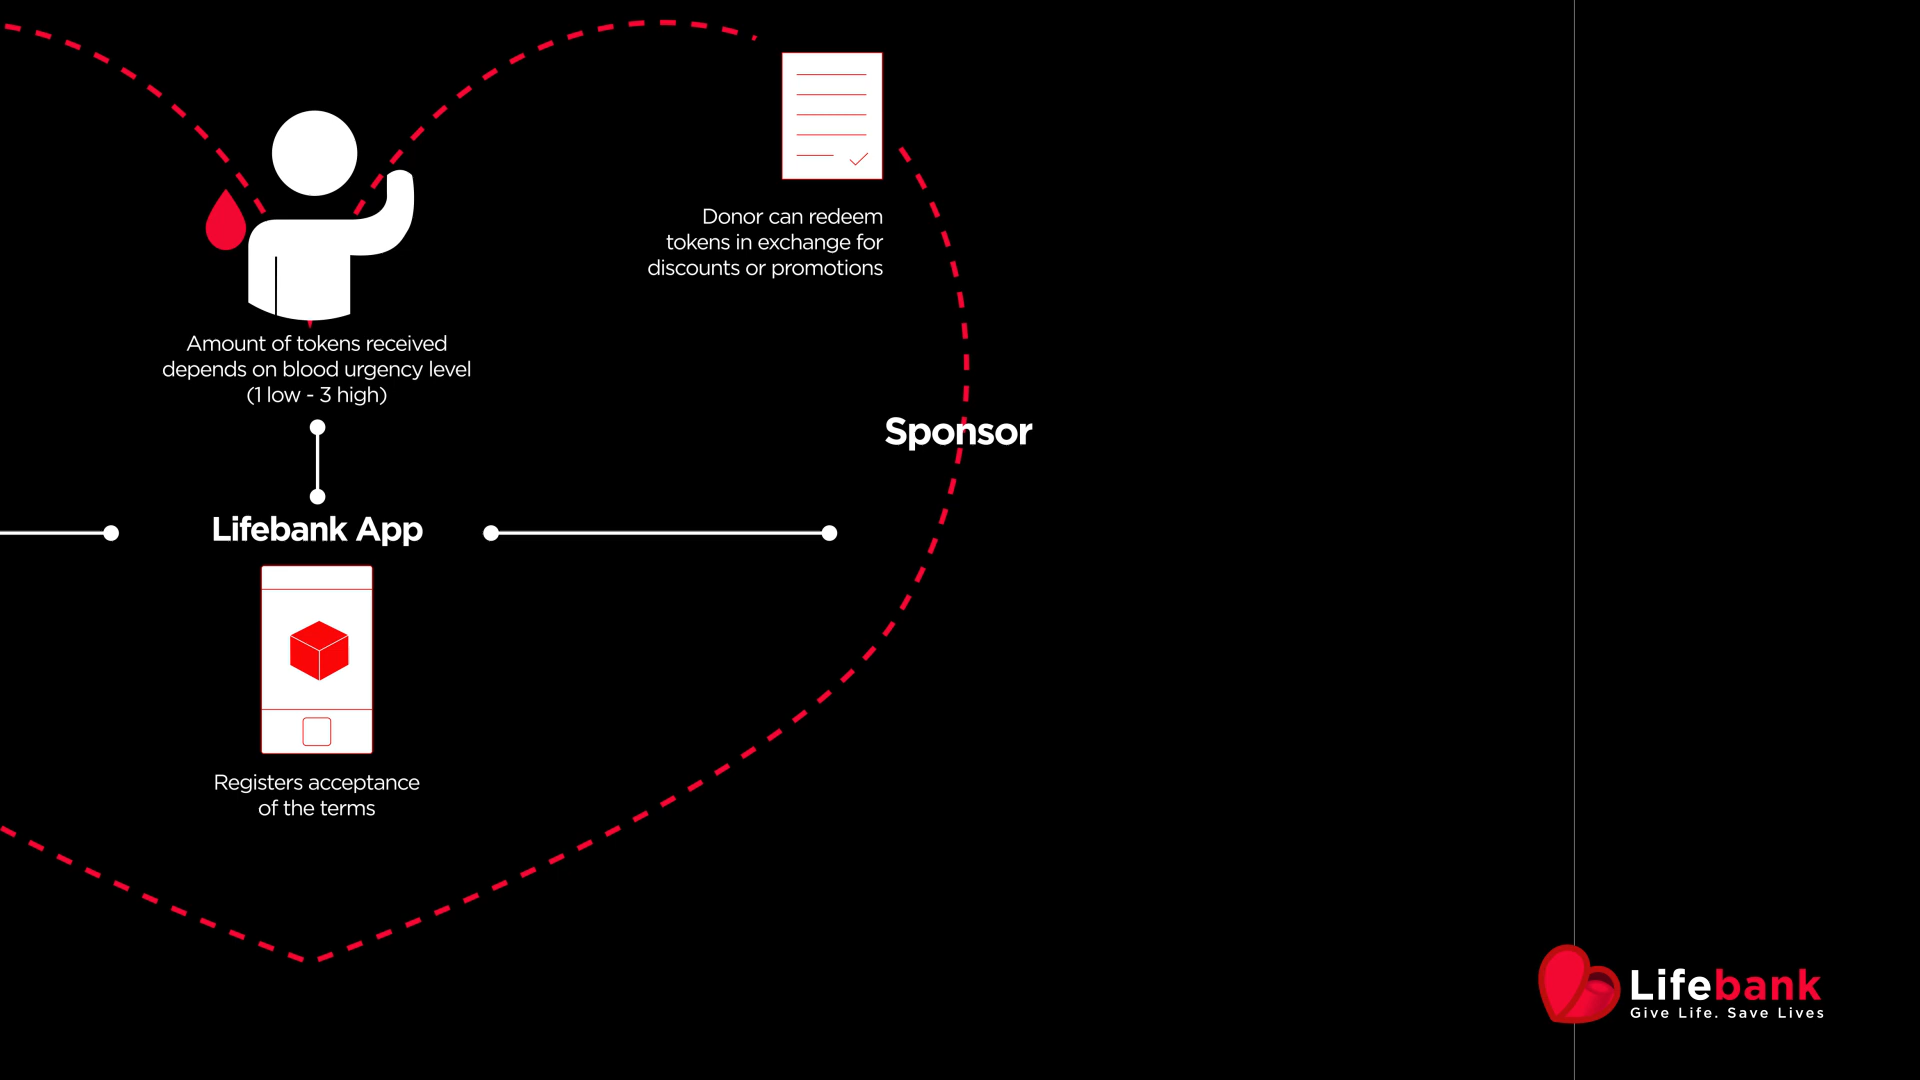 Donor can redeem
tokens in exchange for
discounts or promotions
Amount of tokens received
depends on blood urgency level
(1 low - 3 high)
Sponsor
Lifebank App
Registers acceptance
of the terms
Lifebank
Give Life. Save Lives